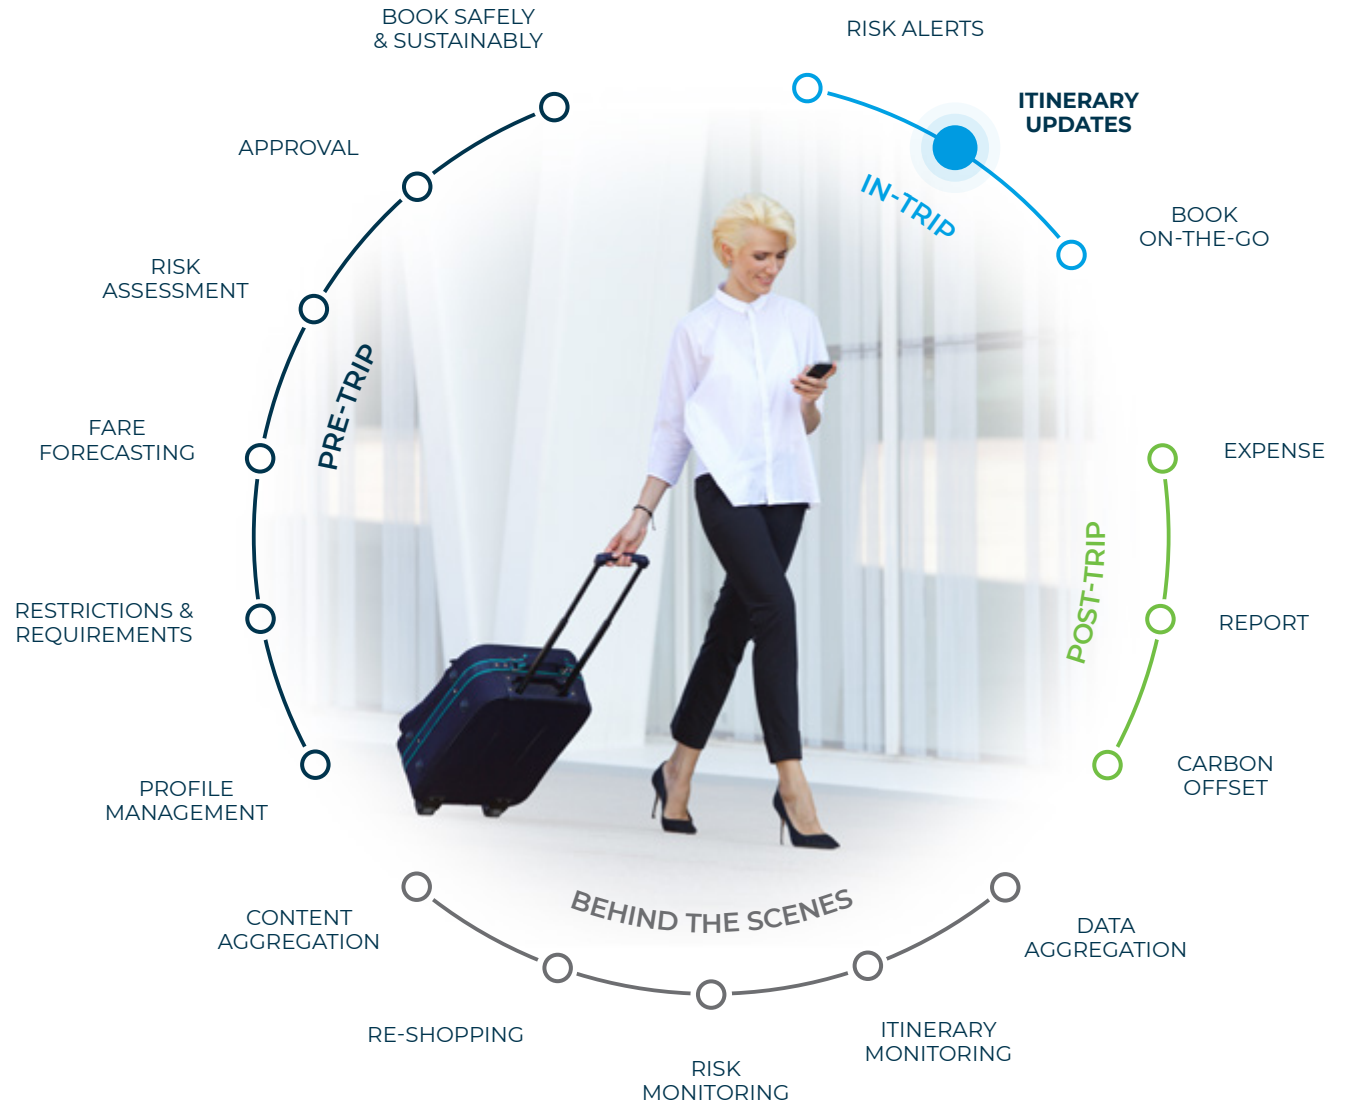 BOOK SAFELY
& SUSTAINABLY
APPROVAL
RISK
ASSESSMENT
FARE
FORECASTING
RESTRICTIONS &
REQUIREMENTS
PROFILE
MANAGEMENT
PRE-TRIP
RISK ALERTS
ITINERARY
UPDATES
BOOK
ON-THE-GO
IN-TRIP
EXPENSE
REPORT
CARBON
OFFSET
POST-TRIP
BEHIND THE SCENES
CONTENT
AGGREGATION
RE-SHOPPING
RISK
MONITORING
ITINERARY
MONITORING
DATA
AGGREGATION